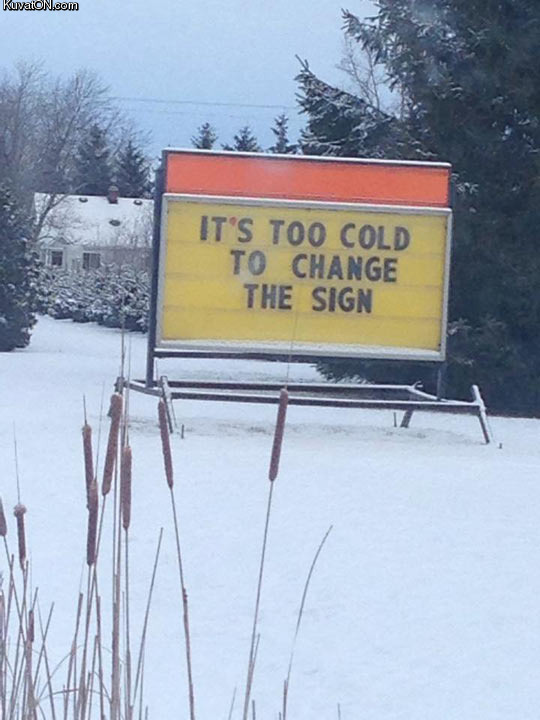 KuvatON.com
IT'S TOO COLD
TO CHANGE
THE SIGN